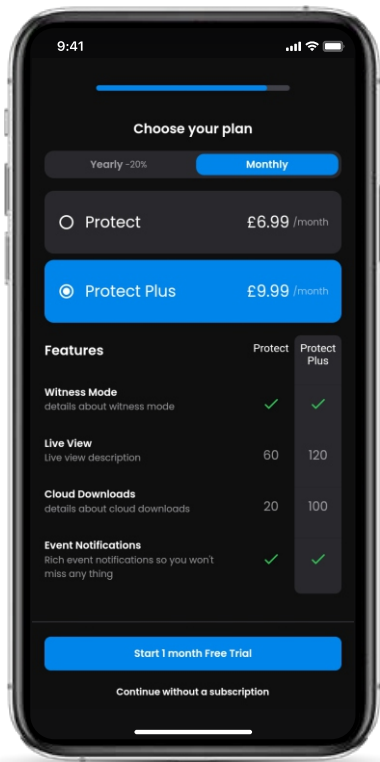 9:41
Choose your plan
Yearly -20% Monthly
Protect £6.99 /month
Protect Plus £9.99 /month
Features Protect Protect
Plus
Witness Mode
details about witness mode
Live View
Live view description
60 120
Cloud Downloads
details about cloud downloads
20 100
Event Notifications
Rich event notifications so you won't
miss any thing
Start 1 month Free Trial
Continue without a subscription